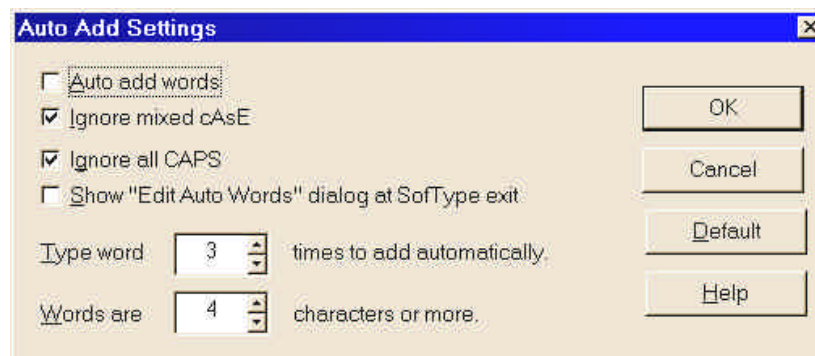 Auto Add Settings
Auto add words
Ignore mixed cAsE
Ignore all CAPS
Show "Edit Auto Words" dialog at SofType exit
Type word 3 times to add automatically.
Words are 4 characters or more.
OK
Cancel
Default
Help